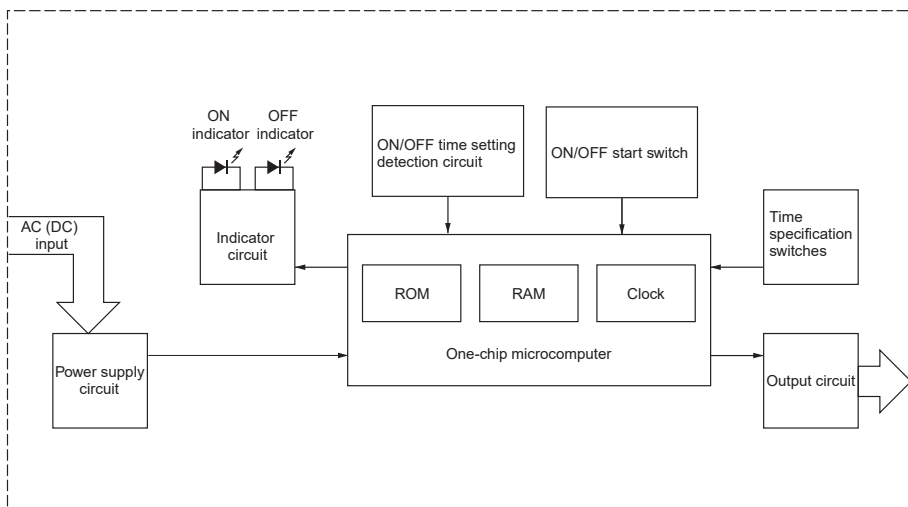 ON
indicator
OFF
indicator
ON/OFF time setting
detection circuit
ON/OFF start switch
AC (DC)
input
Indicator
circuit
Time
specification
switches
ROM
RAM
Clock
One-chip microcomputer
Power supply
circuit
Output circuit